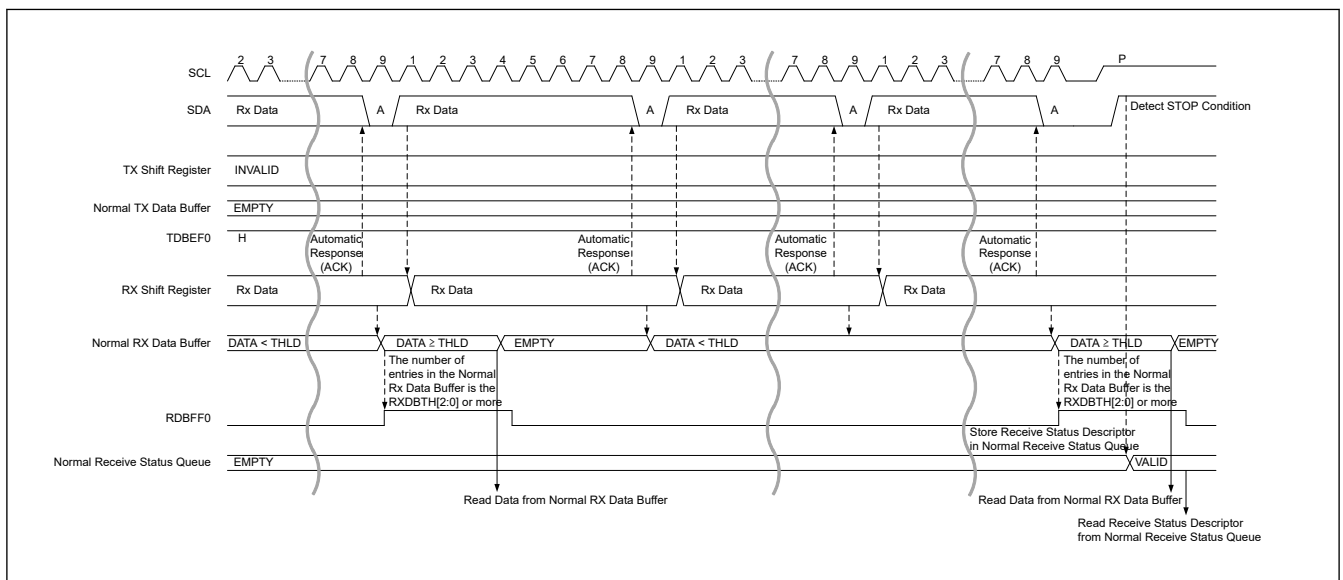 2 3 7 8 9 1 2 3 4 5 6 7 8 9 1 2 3 7 8 9 1 2 3 7 8 9 P
SCL
SDA Rx Data A Rx Data A Rx Data A Rx Data A Detect STOP Condition
TX Shift Register INVALID
Normal TX Data Buffer EMPTY
TDBEF0 H
Automatic Automatic Automatic Automatic
Response Response Response Response
(ACK) (ACK) (ACK) (ACK)
RX Shift Register Rx Data Rx Data Rx Data Rx Data
Normal RX Data Buffer DATA < THLD DATA ≥ THLD EMPTY DATA < THLD DATA ≥ THLD EMPTY
The number of The number of
entries in the Normal entries in the Normal
Rx Data Buffer is the Rx Data Buffer is the
RXDBTH[2:0] or more RXDBTH[2:0] or more
RDBFF0
Store Receive Status Descriptor
in Normal Receive Status Queue
Normal Receive Status Queue EMPTY VALID
Read Data from Normal RX Data Buffer Read Data from Normal RX Data Buffer
Read Receive Status Descriptor
from Normal Receive Status Queue